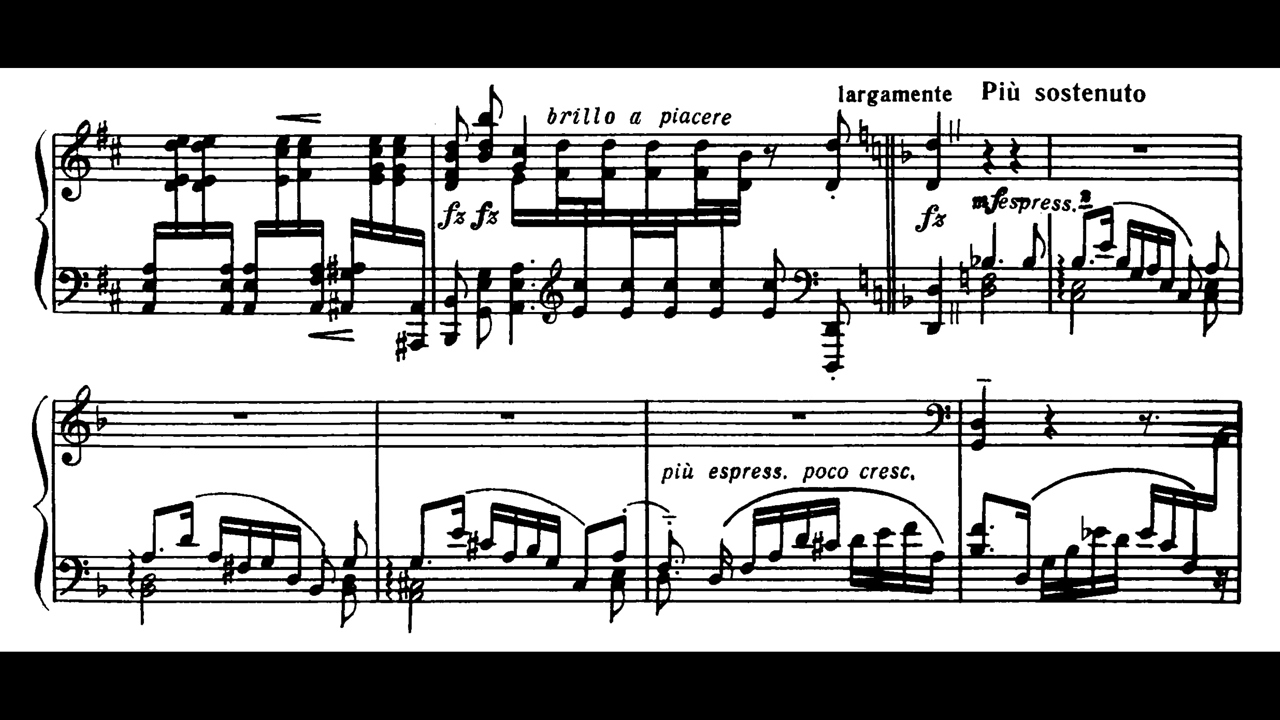 largamente Più sostenuto
brillo a piacere
fz fz fz mf espress.
più espress. poco cresc.